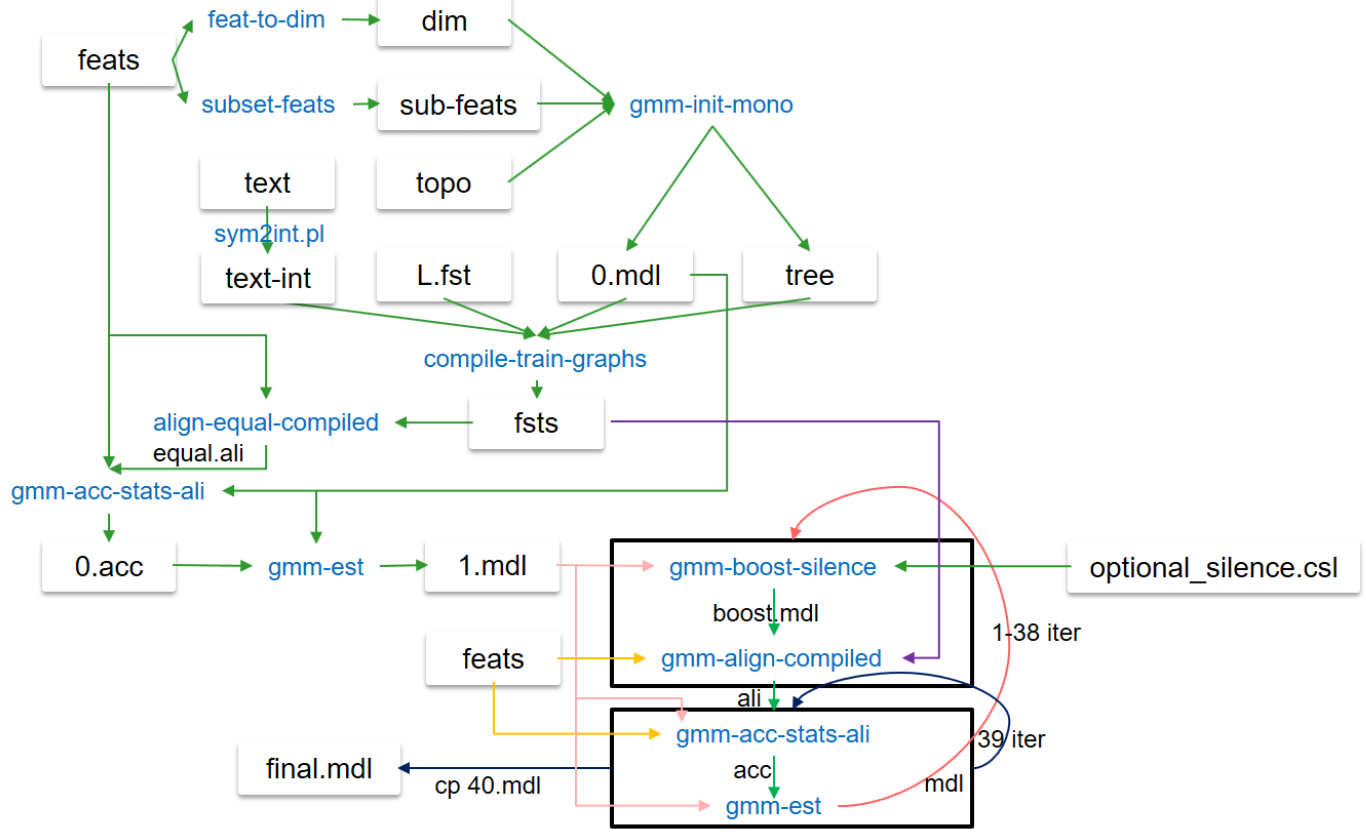 feat-to-dim
dim
feats
subset-feats
sub-feats
gmm-init-mono
text
topo
sym2int.pl
text-int
L.fst
0.mdl
tree
compile-train-graphs
align-equal-compiled
fsts
equal.ali
gmm-acc-stats-ali
0.acc
gmm-est
1.mdl
gmm-boost-silence
optional_silence.csl
boost.mdl
1-38 iter
feats
gmm-align-compiled
ali
gmm-acc-stats-ali
39 iter
final.mdl
acc
cp 40.mdl
mdl
gmm-est